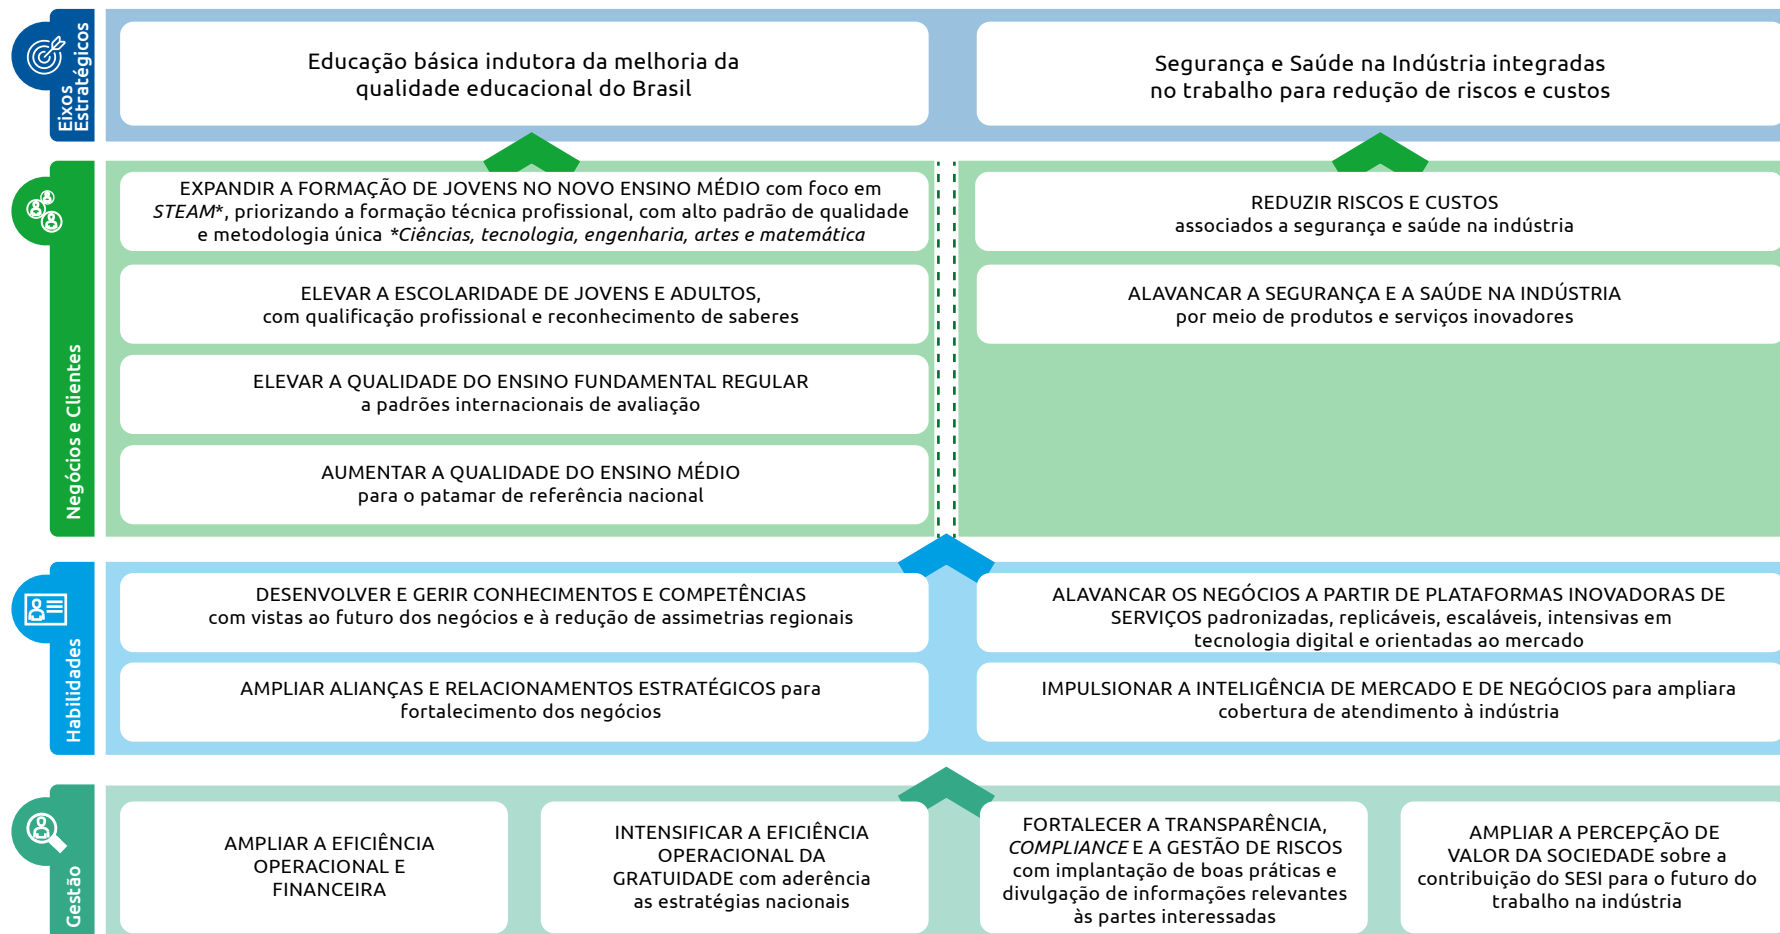 Eixos
Estratégicos
Educação básica indutora da melhoria da
qualidade educacional do Brasil
Segurança e Saúde na Indústria integradas
no trabalho para redução de riscos e custos
Negócios e Clientes
EXPANDIR A FORMAÇÃO DE JOVENS NO NOVO ENSINO MÉDIO com foco em
STEAM*, priorizando a formação técnica profissional, com alto padrão de qualidade
e metodologia única *Ciências, tecnologia, engenharia, artes e matemática
ELEVAR A ESCOLARIDADE DE JOVENS E ADULTOS,
com qualificação profissional e reconhecimento de saberes
ELEVAR A QUALIDADE DO ENSINO FUNDAMENTAL REGULAR
a padrões internacionais de avaliação
AUMENTAR A QUALIDADE DO ENSINO MÉDIO
para o patamar de referência nacional
REDUZIR RISCOS E CUSTOS
associados a segurança e saúde na indústria
ALAVANCAR A SEGURANÇA E A SAÚDE NA INDÚSTRIA
por meio de produtos e serviços inovadores
Habilidades
DESENVOLVER E GERIR CONHECIMENTOS E COMPETÊNCIAS
com vistas ao futuro dos negócios e à redução de assimetrias regionais
ALAVANCAR OS NEGÓCIOS A PARTIR DE PLATAFORMAS INOVADORAS DE
SERVIÇOS padronizadas, replicáveis, escaláveis, intensivas em
tecnologia digital e orientadas ao mercado
AMPLIAR ALIANÇAS E RELACIONAMENTOS ESTRATÉGICOS para
fortalecimento dos negócios
IMPULSIONAR A INTELIGÊNCIA DE MERCADO E DE NEGÓCIOS para ampliara
cobertura de atendimento à indústria
Gestão
AMPLIAR A EFICIÊNCIA
OPERACIONAL E
FINANCEIRA
INTENSIFICAR A EFICIÊNCIA
OPERACIONAL DA
GRATUIDADE com aderência
as estratégias nacionais
FORTALECER A TRANSPARÊNCIA,
COMPLIANCE E A GESTÃO DE RISCOS
com implantação de boas práticas e
divulgação de informações relevantes
às partes interessadas
AMPLIAR A PERCEPÇÃO DE
VALOR DA SOCIEDADE sobre a
contribuição do SESI para o futuro do
trabalho na indústria